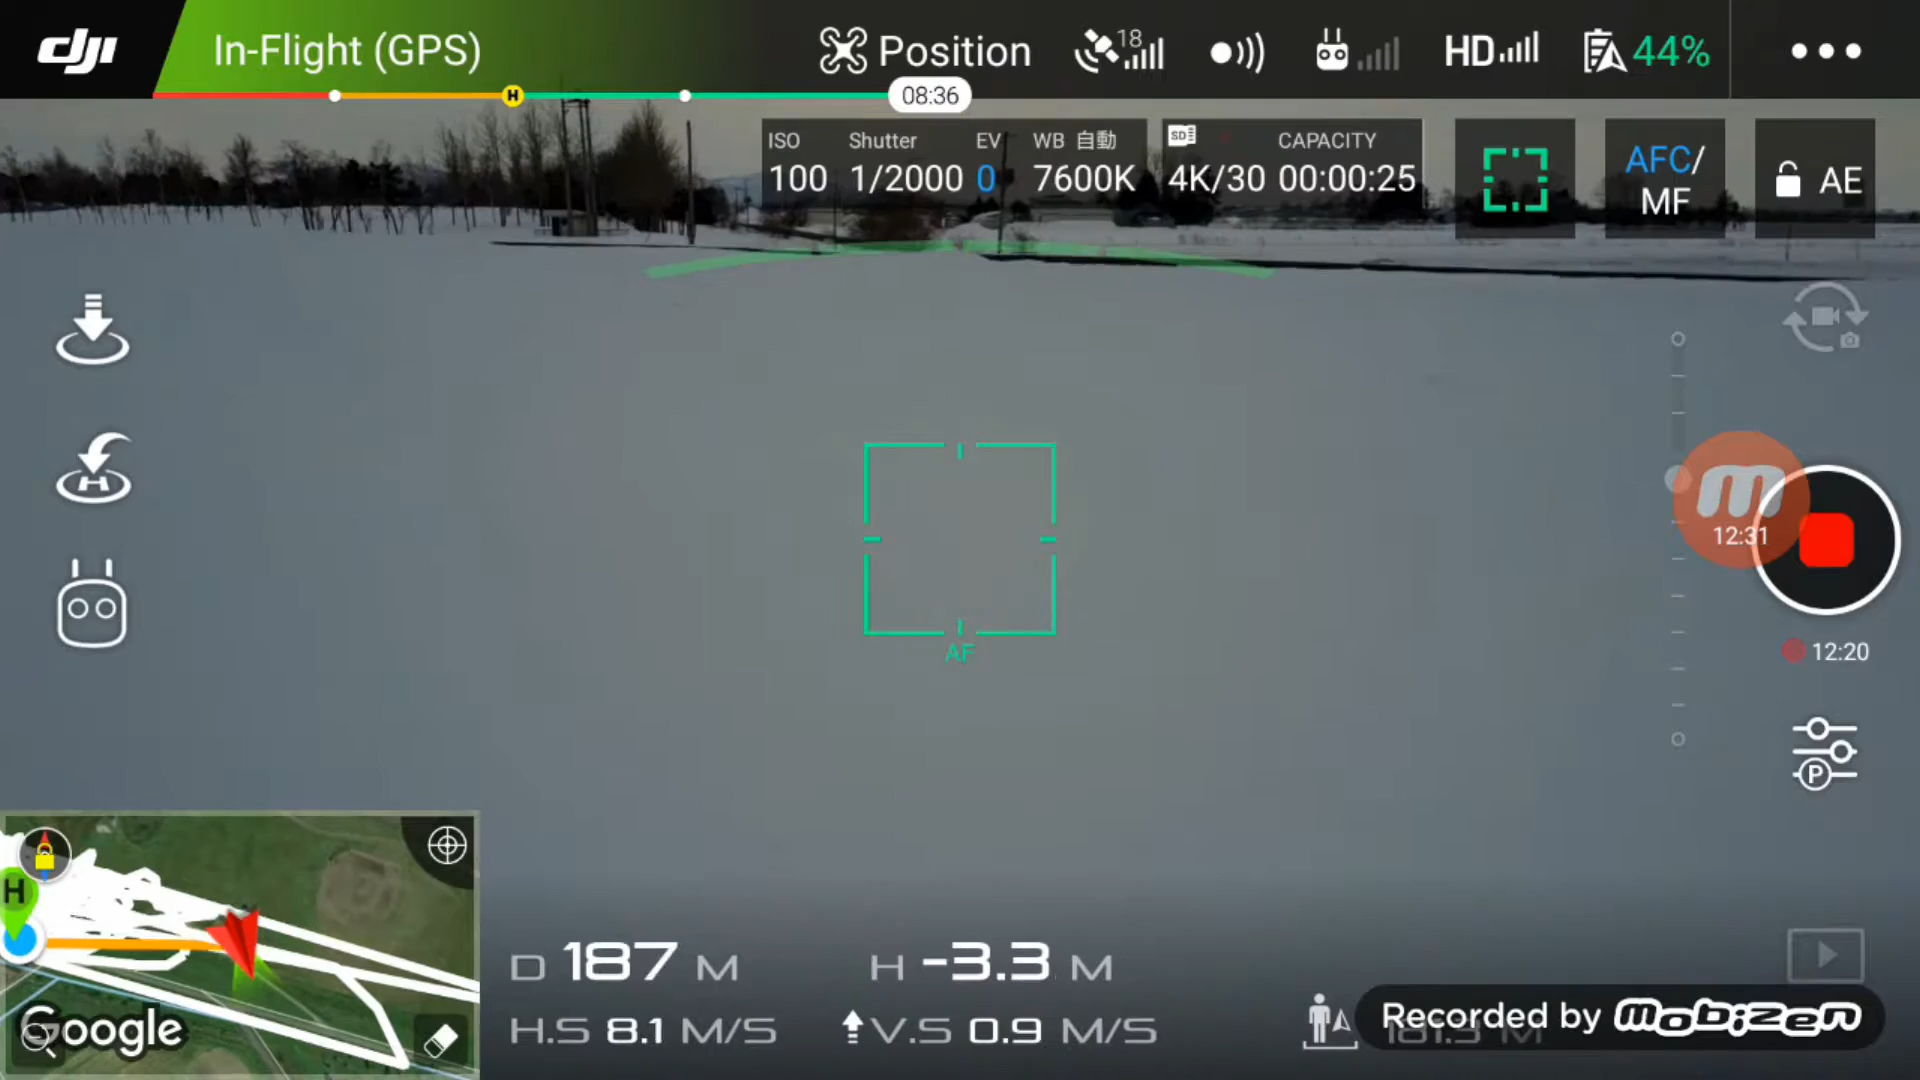 dji In-Flight (GPS) Position 18 HD 44%
H 08:36
ISO Shutter EV WB 自動 SD CAPACITY
100 1/2000 0 7600K 4K/30 00:00:25
AFC/
MF
AE
H
12:31
12:20
AF
P
H
Google
D 187 M H -3.3 M
H.S 8.1 M/S V.S 0.9 M/S
181.3 M
Recorded by mobizen